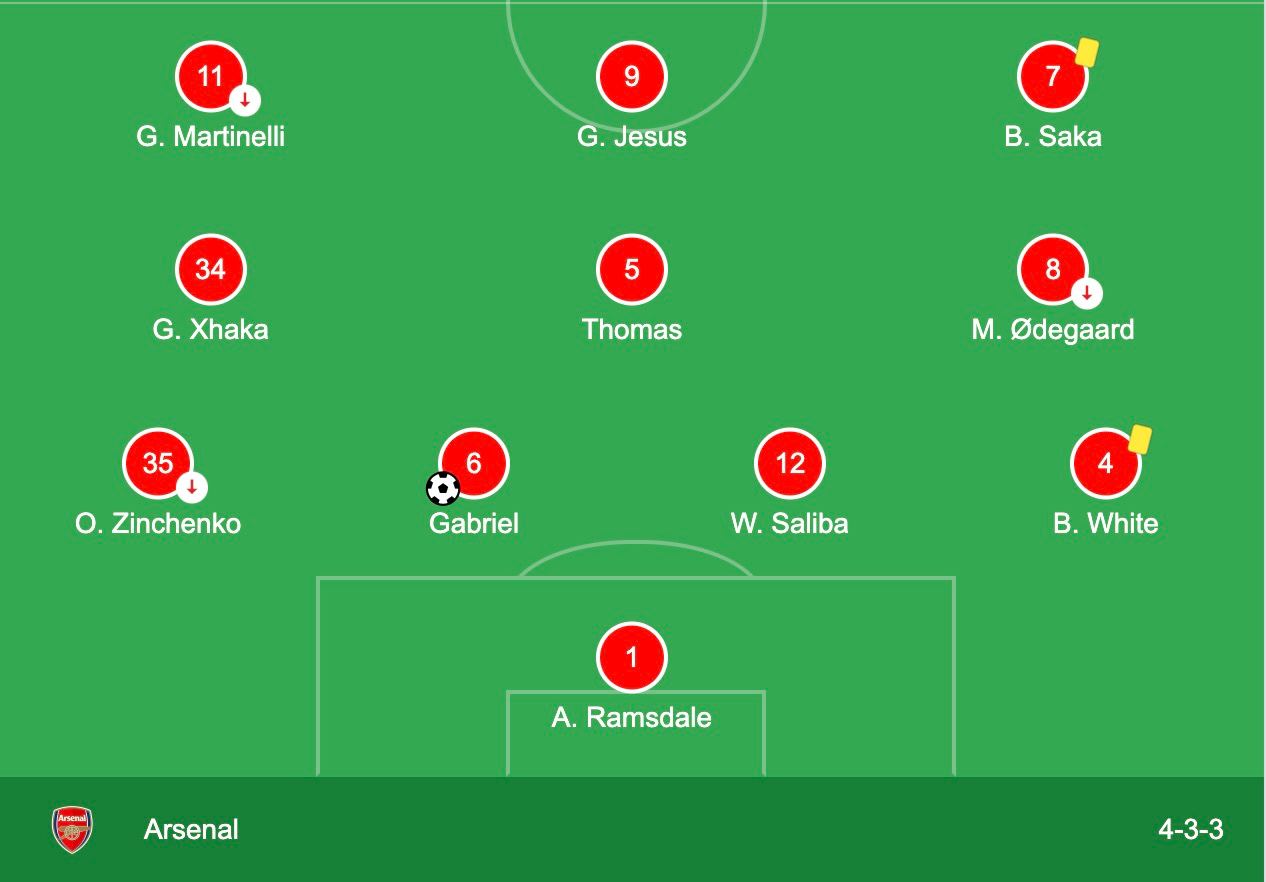 11 9 7
G. Martinelli G. Jesus B. Saka
34 5 8
G. Xhaka Thomas M. Ødegaard
35 6 12 4
O. Zinchenko Gabriel W. Saliba B. White
1
A. Ramsdale
Arsenal
Arsenal 4-3-3